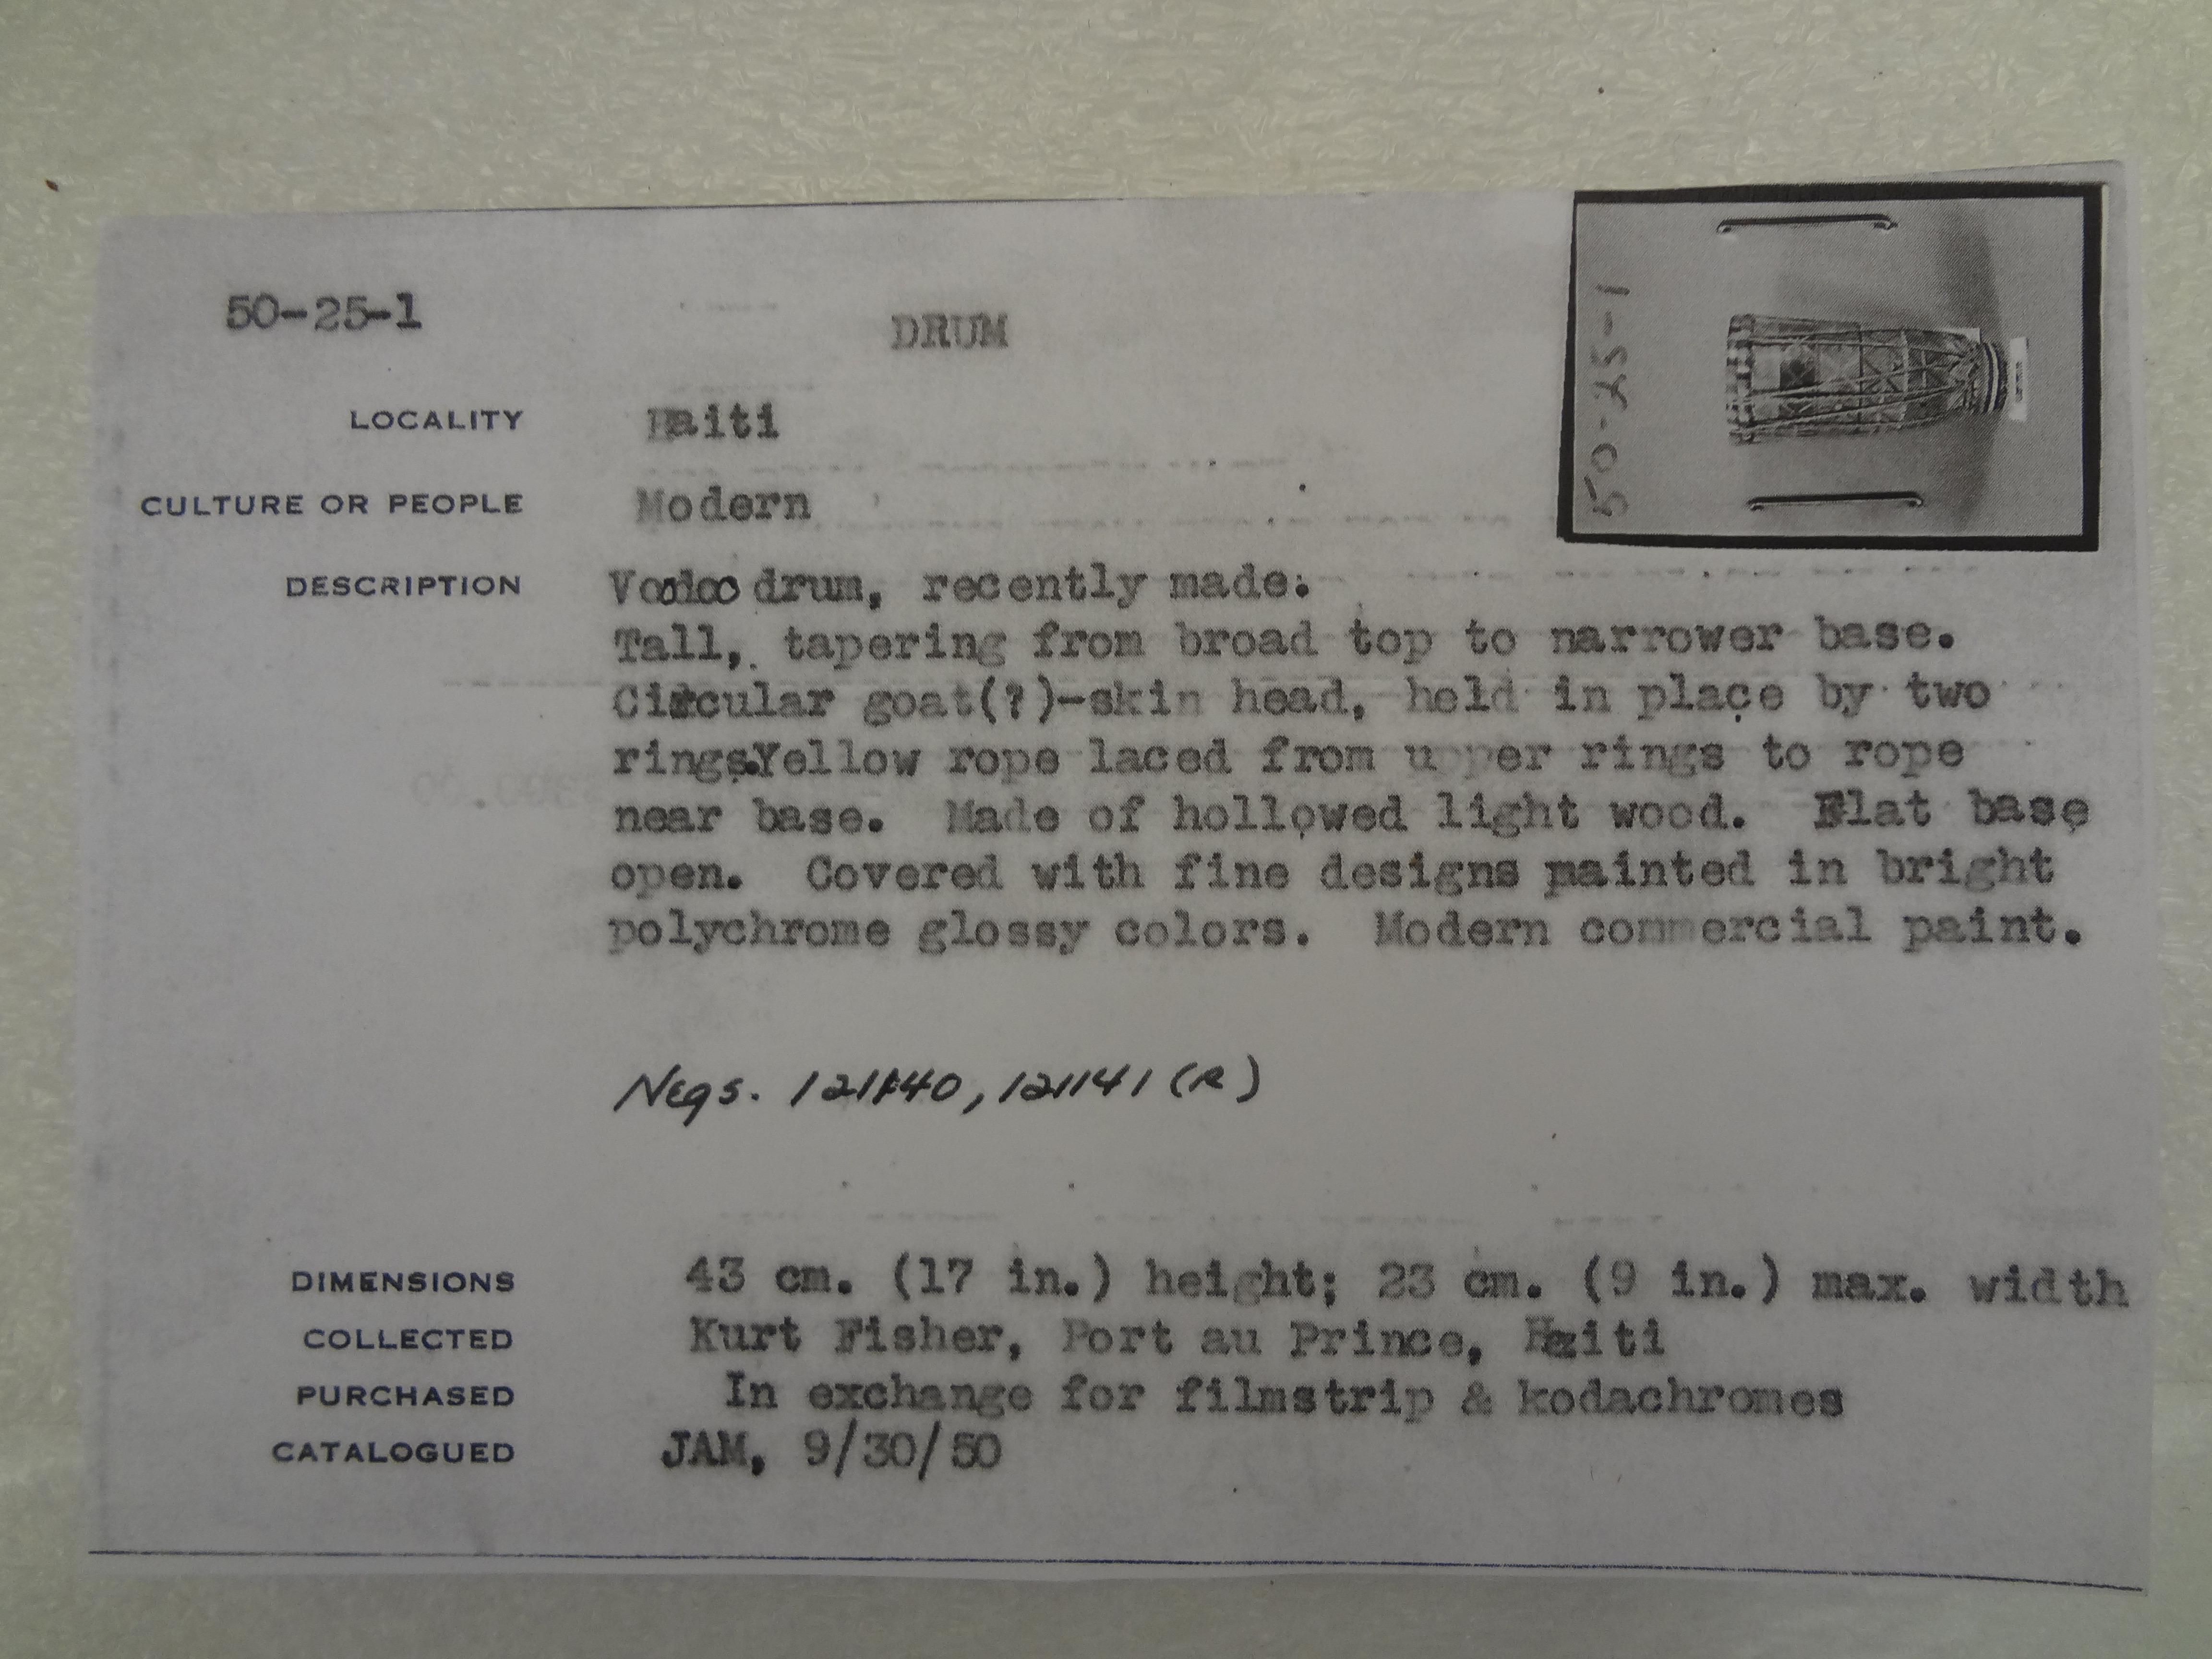 50-25-1
DRUM
50-25-1
LOCALITY Haiti
CULTURE OR PEOPLE Modern
DESCRIPTION Voodoo drum, recently made.
Tall, tapering from broad top to narrower base.
Circular goat(?)-skin head, held in place by two
rings.Yellow rope laced from upper rings to rope
near base. Made of hollowed light wood. Flat base
open. Covered with fine designs painted in bright
polychrome glossy colors. Modern commercial paint.
Negs. 121140, 121141 (R)
DIMENSIONS 43 cm. (17 in.) height; 23 cm. (9 in.) max. width
COLLECTED Kurt Fisher, Port au Prince, Haiti
PURCHASED In exchange for filmstrip & kodachromes
CATALOGUED JAM, 9/30/50